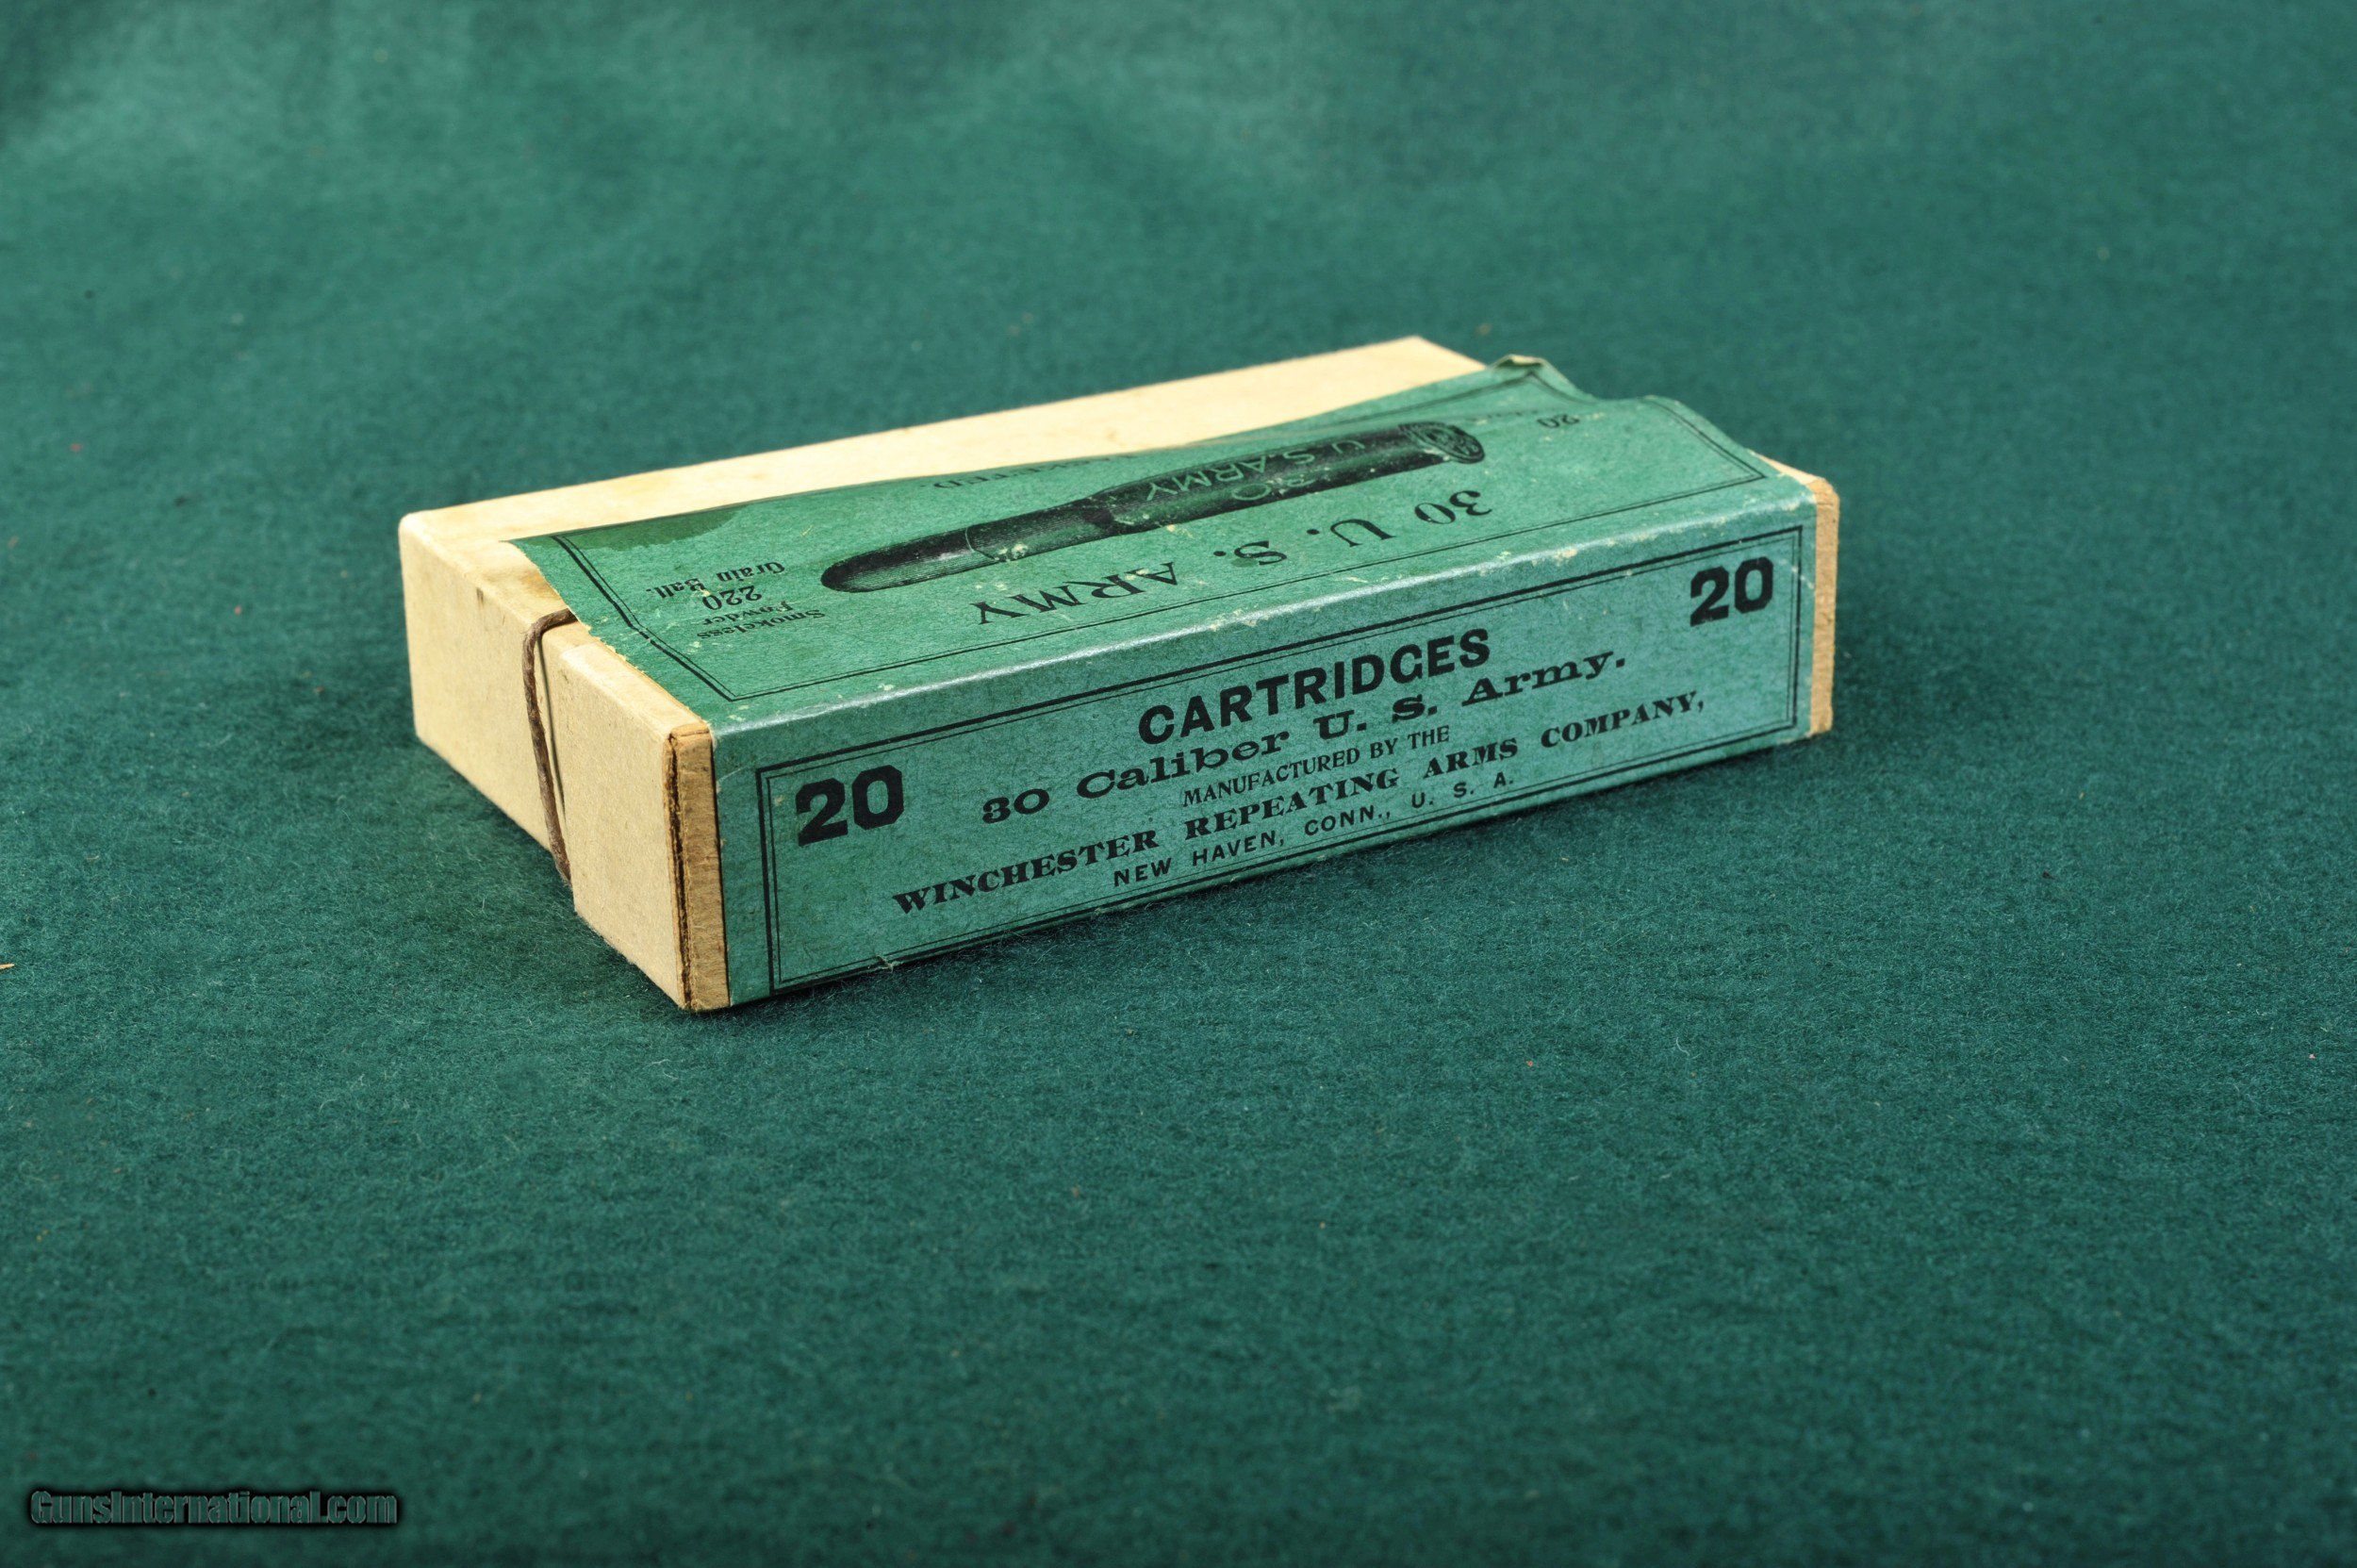 20
30 U. S. ARMY
30
U.S.ARMY
Smokeless
Powder
220
Grain Ball.
20 CARTRIDGES 20
30 Caliber U. S. Army.
MANUFACTURED BY THE
WINCHESTER REPEATING ARMS COMPANY,
NEW HAVEN, CONN., U. S. A.
GunsInternational.com